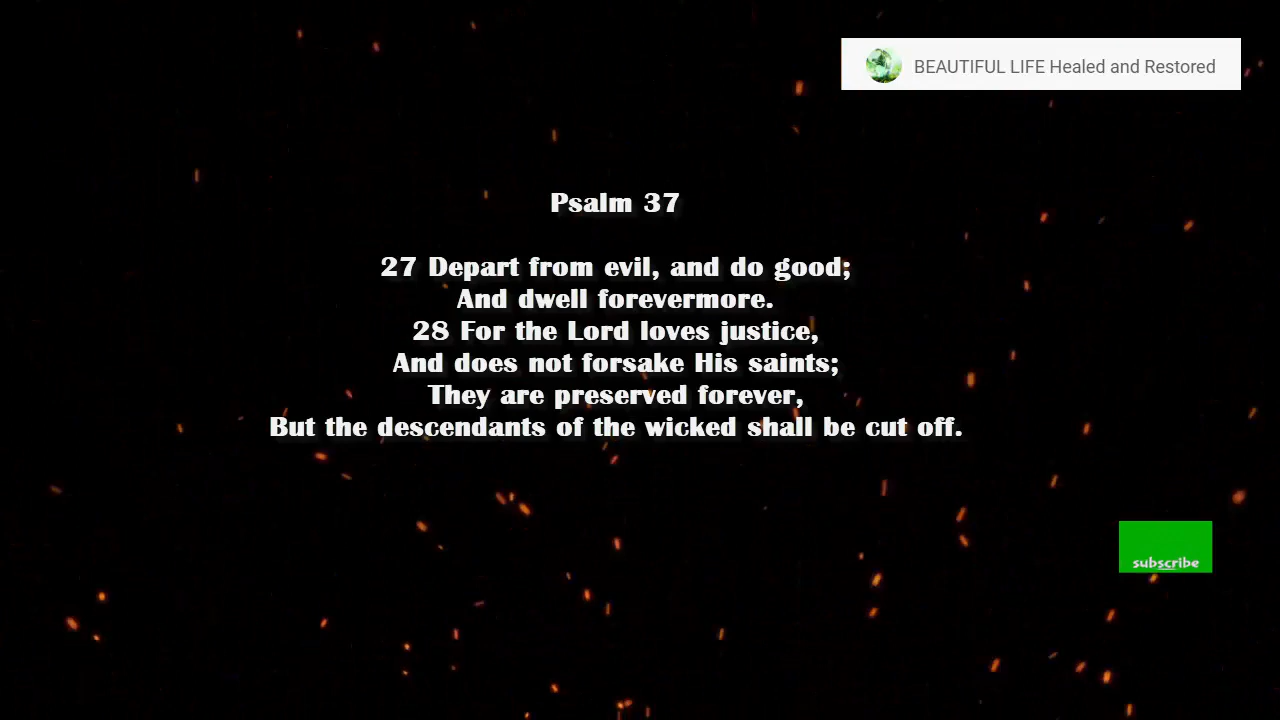 BEAUTIFUL LIFE Healed and Restored
Psalm 37
27 Depart from evil, and do good;
And dwell forevermore.
28 For the Lord loves justice,
And does not forsake His saints;
They are preserved forever,
But the descendants of the wicked shall be cut off.
subscribe